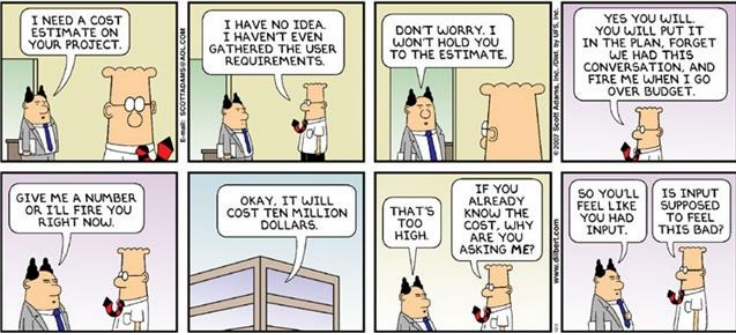 I NEED A COST
ESTIMATE ON
YOUR PROJECT.
E-mail: SCOTTADAMS@AOL.COM
I HAVE NO IDEA.
I HAVEN'T EVEN
GATHERED THE USER
REQUIREMENTS.
DON'T WORRY. I
WON'T HOLD YOU
TO THE ESTIMATE.
©2007 Scott Adams, Inc./Dist. by UFS, Inc.
YES YOU WILL.
YOU WILL PUT IT
IN THE PLAN, FORGET
WE HAD THIS
CONVERSATION, AND
FIRE ME WHEN I GO
OVER BUDGET.
GIVE ME A NUMBER
OR I'LL FIRE YOU
RIGHT NOW.
OKAY, IT WILL
COST TEN MILLION
DOLLARS.
THAT'S
TOO
HIGH.
IF YOU
ALREADY
KNOW THE
COST, WHY
ARE YOU
ASKING ME?
www.dilbert.com
SO YOU'LL
FEEL LIKE
YOU HAD
INPUT.
IS INPUT
SUPPOSED
TO FEEL
THIS BAD?